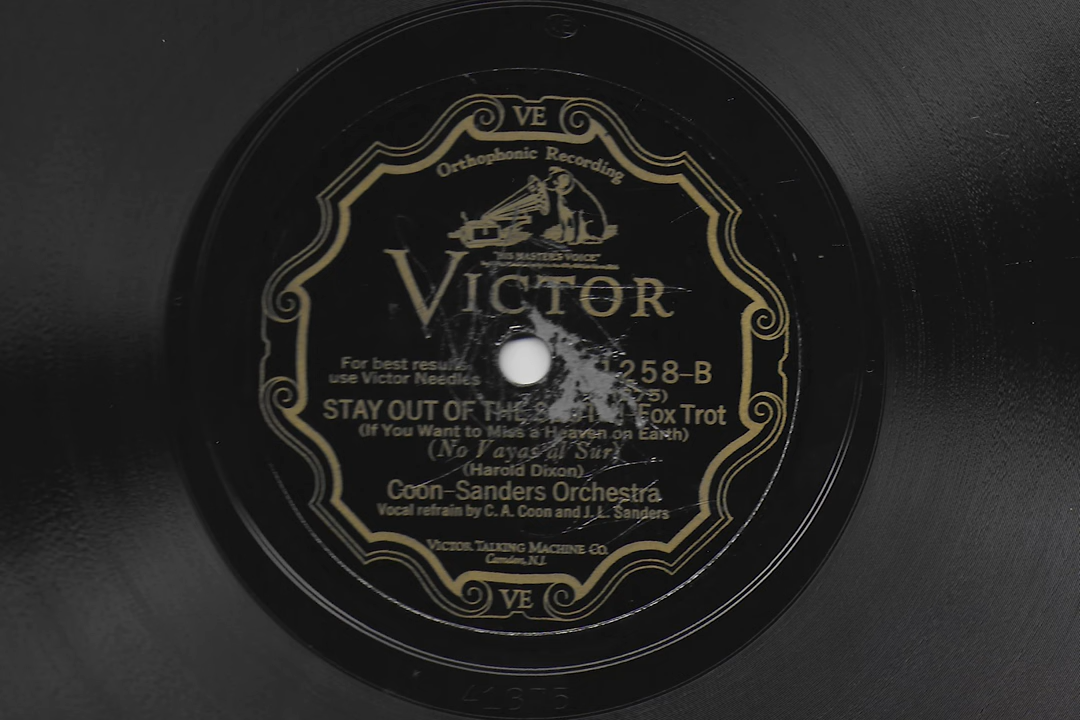 VE
Orthophonic Recording
"HIS MASTER'S VOICE"
VICTOR
For best
use Victor Needles
1258-B
STAY OUT OF THE Fox Trot
(If You Want to Miss a Heaven on Earth)
(No Vayas al Sur)
(Harold Dixon)
Coon-Sanders Orchestra
Vocal refrain by C. A. Coon and J. L. Sanders
VICTOR TALKING MACHINE CO.
Camden, N.J.
VE
41375